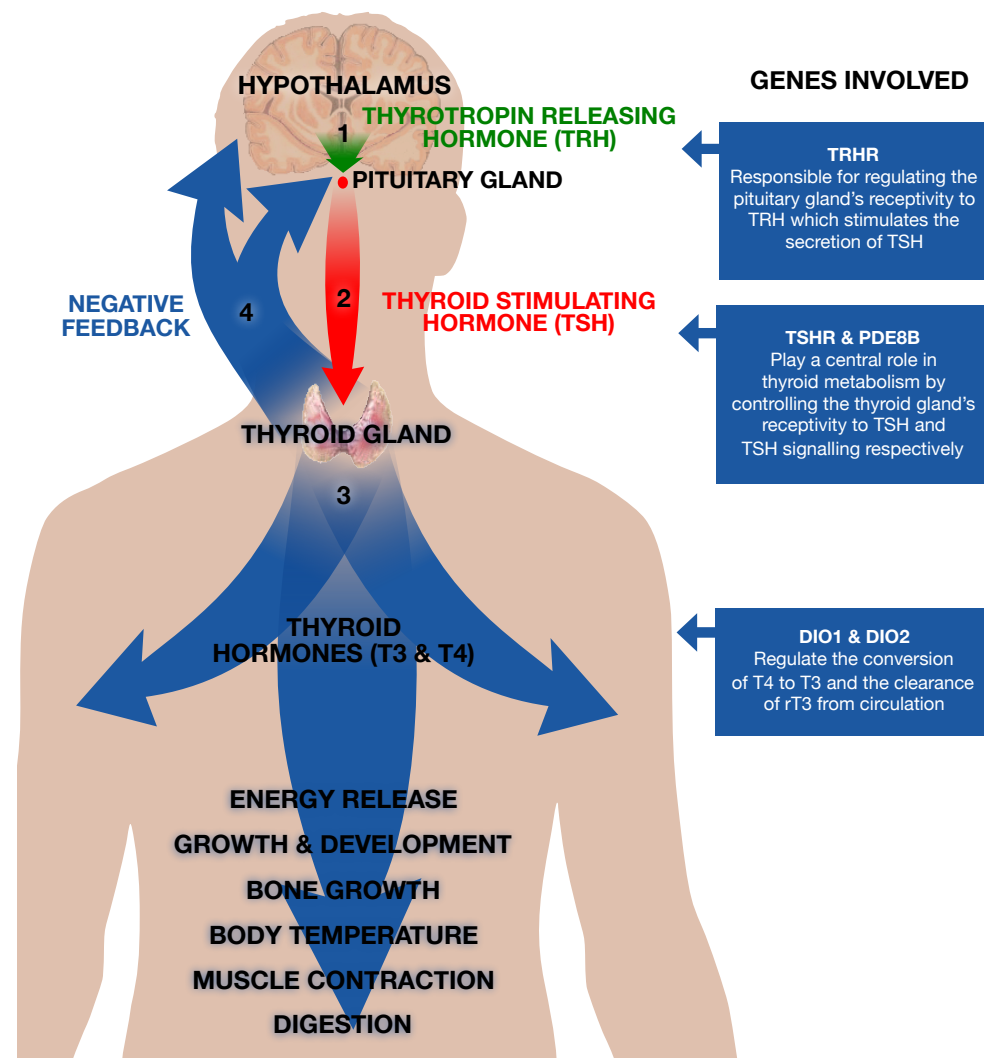 HYPOTHALAMUS
1
THYROTROPIN RELEASING
HORMONE (TRH)
PITUITARY GLAND
2
THYROID STIMULATING
HORMONE (TSH)
NEGATIVE
FEEDBACK
4
THYROID GLAND
3
THYROID
HORMONES (T3 & T4)
ENERGY RELEASE
GROWTH & DEVELOPMENT
BONE GROWTH
BODY TEMPERATURE
MUSCLE CONTRACTION
DIGESTION
GENES INVOLVED
TRHR
Responsible for regulating the
pituitary gland's receptivity to
TRH which stimulates the
secretion of TSH
TSHR & PDE8B
Play a central role in
thyroid metabolism by
controlling the thyroid gland's
receptivity to TSH and
TSH signalling respectively
DIO1 & DIO2
Regulate the conversion
of T4 to T3 and the clearance
of rT3 from circulation